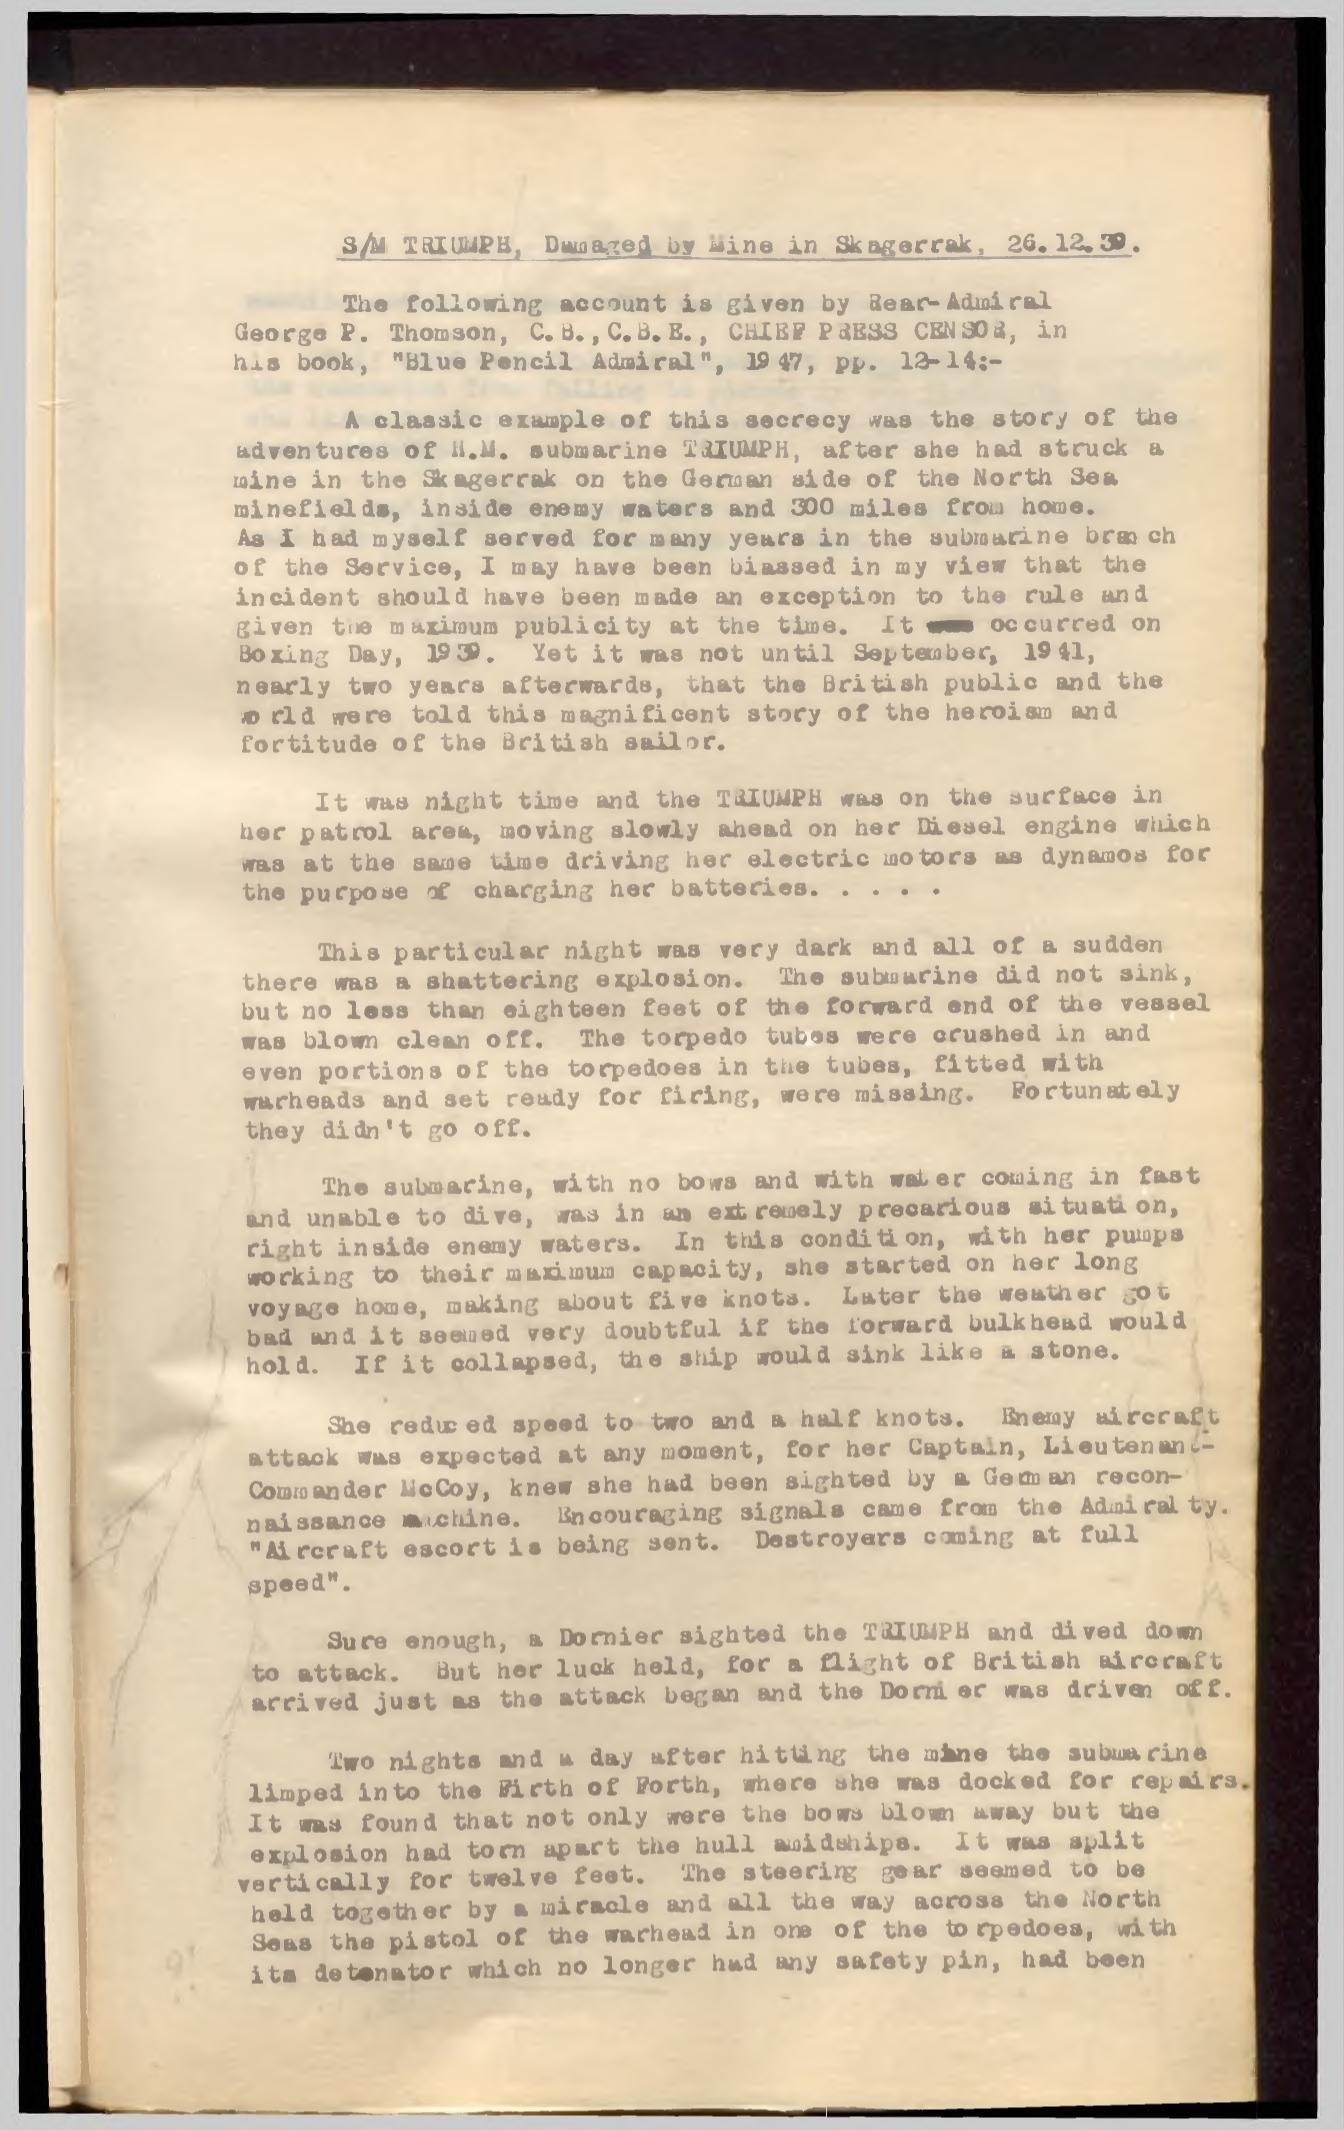 S/M TRIUMPH, Damaged by Mine in Skagerrak, 26.12.39.
The following account is given by Rear-Admiral
George P. Thomson, C.B., C.B.E., CHIEF PRESS CENSOR, in
his book, "Blue Pencil Admiral", 1947, pp. 12-14:-
A classic example of this secrecy was the story of the
adventures of H.M. submarine TRIUMPH, after she had struck a
mine in the Skagerrak on the German side of the North Sea
minefields, inside enemy waters and 300 miles from home.
As I had myself served for many years in the submarine branch
of the Service, I may have been biassed in my view that the
incident should have been made an exception to the rule and
given the maximum publicity at the time. It occurred on
Boxing Day, 1939. Yet it was not until September, 1941,
nearly two years afterwards, that the British public and the
world were told this magnificent story of the heroism and
fortitude of the British sailor.
It was night time and the TRIUMPH was on the surface in
her patrol area, moving slowly ahead on her Diesel engine which
was at the same time driving her electric motors as dynamos for
the purpose of charging her batteries. . . . .
This particular night was very dark and all of a sudden
there was a shattering explosion. The submarine did not sink,
but no less than eighteen feet of the forward end of the vessel
was blown clean off. The torpedo tubes were crushed in and
even portions of the torpedoes in the tubes, fitted with
warheads and set ready for firing, were missing. Fortunately
they didn't go off.
The submarine, with no bows and with water coming in fast
and unable to dive, was in an extremely precarious situation,
right inside enemy waters. In this condition, with her pumps
working to their maximum capacity, she started on her long
voyage home, making about five knots. Later the weather got
bad and it seemed very doubtful if the forward bulkhead would
hold. If it collapsed, the ship would sink like a stone.
She reduced speed to two and a half knots. Enemy aircraft
attack was expected at any moment, for her Captain, Lieutenant-
Commander McCoy, knew she had been sighted by a German recon-
naissance machine. Encouraging signals came from the Admiralty.
"Aircraft escort is being sent. Destroyers coming at full
speed".
Sure enough, a Dornier sighted the TRIUMPH and dived down
to attack. But her luck held, for a flight of British aircraft
arrived just as the attack began and the Dornier was driven off.
Two nights and a day after hitting the mine the submarine
limped into the Firth of Forth, where she was docked for repairs.
It was found that not only were the bows blown away but the
explosion had torn apart the hull amidships. It was split
vertically for twelve feet. The steering gear seemed to be
held together by a miracle and all the way across the North
Seas the pistol of the warhead in one of the torpedoes, with
its detonator which no longer had any safety pin, had been